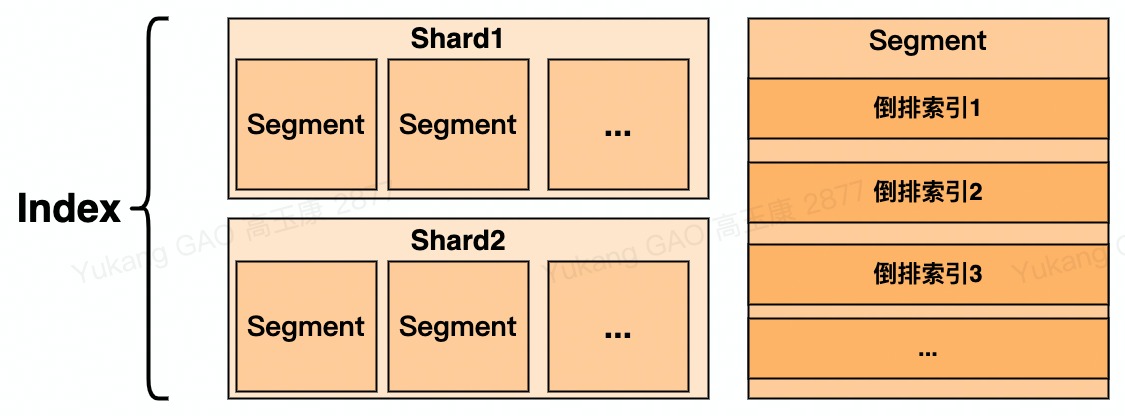 Index
Shard1
Segment
Segment
...
Shard2
Segment
Segment
...
Segment
倒排索引1
倒排索引2
倒排索引3
...
Yukang GAO 高玉康 2877
Yukang GAO 高玉康 2877
Yukang G